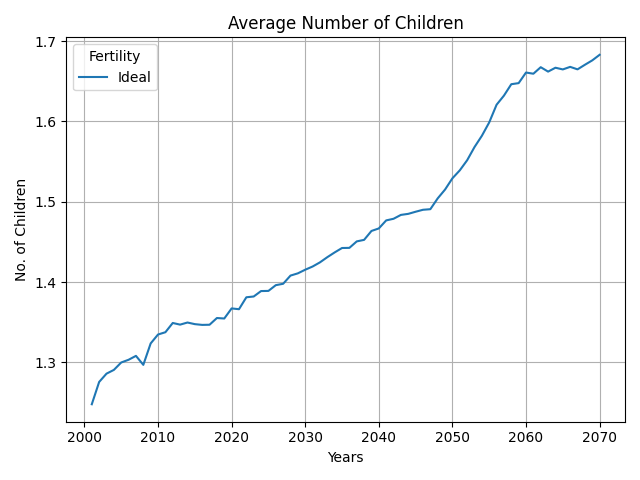 Average Number of Children
Fertility
Ideal
No. of Children
1.7
1.6
1.5
1.4
1.3
2000 2010 2020 2030 2040 2050 2060 2070
Years